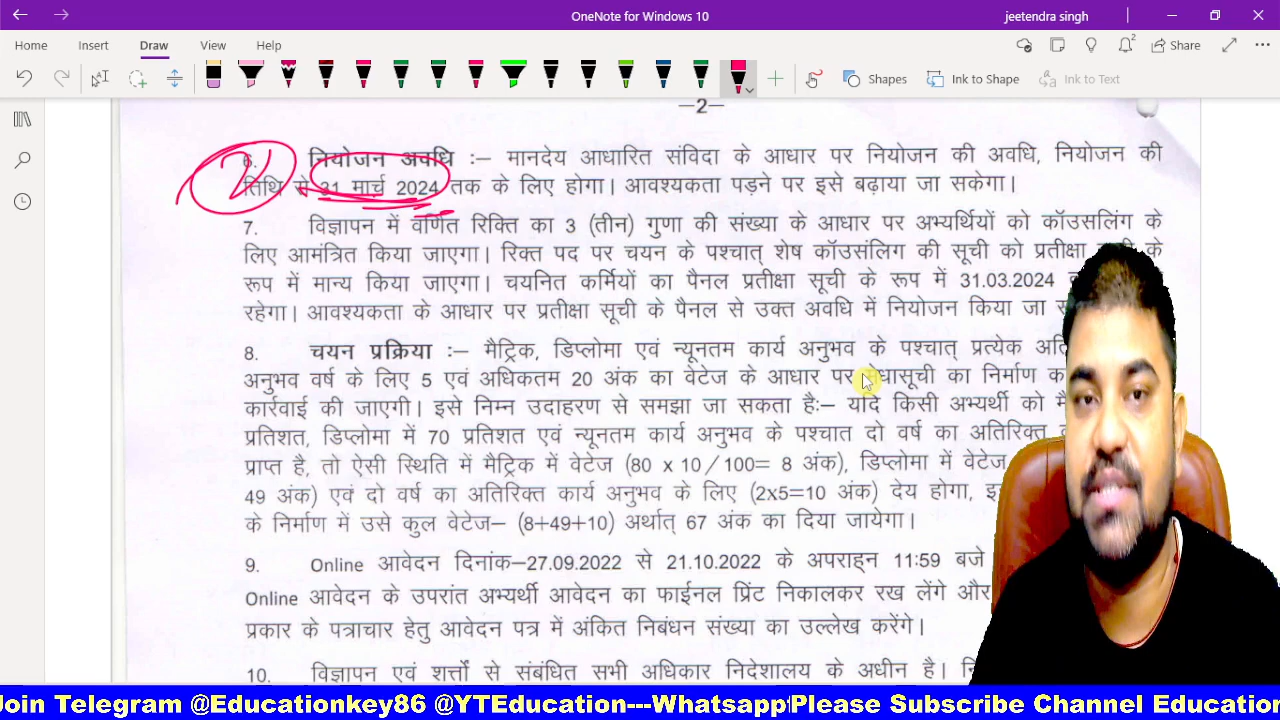 OneNote for Windows 10
jeetendra singh
Home Insert Draw View Help
Share
Shapes Ink to Shape Ink to Text
—2—
6. नियोजन अवधि :– मानदेय आधारित संविदा के आधार पर नियोजन की अवधि, नियोजन की
तिथि से 31 मार्च 2024 तक के लिए होगा। आवश्यकता पड़ने पर इसे बढ़ाया जा सकेगा।
7. विज्ञापन में वर्णित रिक्ति का 3 (तीन) गुणा की संख्या के आधार पर अभ्यर्थियों को कॉउसलिंग के
लिए आमंत्रित किया जाएगा। रिक्त पद पर चयन के पश्चात् शेष कॉउसंलिग की सूची को प्रतीक्षा के
रूप में मान्य किया जाएगा। चयनित कर्मियों का पैनल प्रतीक्षा सूची के रूप में 31.03.2024
रहेगा। आवश्यकता के आधार पर प्रतीक्षा सूची के पैनल से उक्त अवधि में नियोजन किया जा
8. चयन प्रक्रिया :– मैट्रिक, डिप्लोमा एवं न्यूनतम कार्य अनुभव के पश्चात् प्रत्येक
अनुभव वर्ष के लिए 5 एवं अधिकतम 20 अंक का वेटेज के आधार पर मेधासूची का निर्माण
कार्रवाई की जाएगी। इसे निम्न उदाहरण से समझा जा सकता हैः– यदि किसी अभ्यर्थी को
प्रतिशत, डिप्लोमा में 70 प्रतिशत एवं न्यूनतम कार्य अनुभव के पश्चात दो वर्ष का अतिरिक्त
प्राप्त है, तो ऐसी स्थिति में मैट्रिक में वेटेज (80 x 10/100= 8 अंक), डिप्लोमा में वेटेज
49 अंक) एवं दो वर्ष का अतिरिक्त कार्य अनुभव के लिए (2x5=10 अंक) देय होगा,
के निर्माण में उसे कुल वेटेज– (8+49+10) अर्थात् 67 अंक का दिया जायेगा।
9. Online आवेदन दिनांक–27.09.2022 से 21.10.2022 के अपराह्न 11:59 बजे
Online आवेदन के उपरांत अभ्यर्थी आवेदन का फाईनल प्रिंट निकालकर रख लेंगे और
प्रकार के पत्राचार हेतु आवेदन पत्र में अंकित निबंधन संख्या का उल्लेख करेंगे।
10. विज्ञापन एवं शर्त्तों से संबंधित सभी अधिकार निदेशालय के अधीन है।
Join Telegram @Educationkey86 @YTEducation---Whatsapp Please Subscribe Channel Education